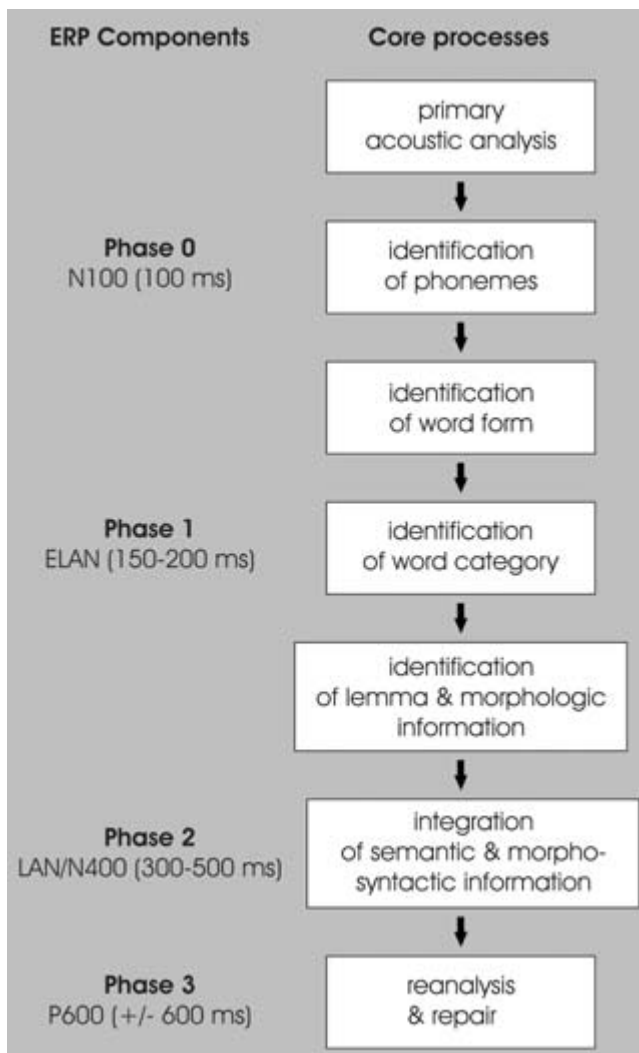 ERP Components
Core processes
primary
acoustic analysis
Phase 0
N100 (100 ms)
identification
of phonemes
identification
of word form
Phase 1
ELAN (150-200 ms)
identification
of word category
identification
of lemma & morphologic
information
Phase 2
LAN/N400 (300-500 ms)
integration
of semantic & morpho-
syntactic information
Phase 3
P600 (+/- 600 ms)
reanalysis
& repair